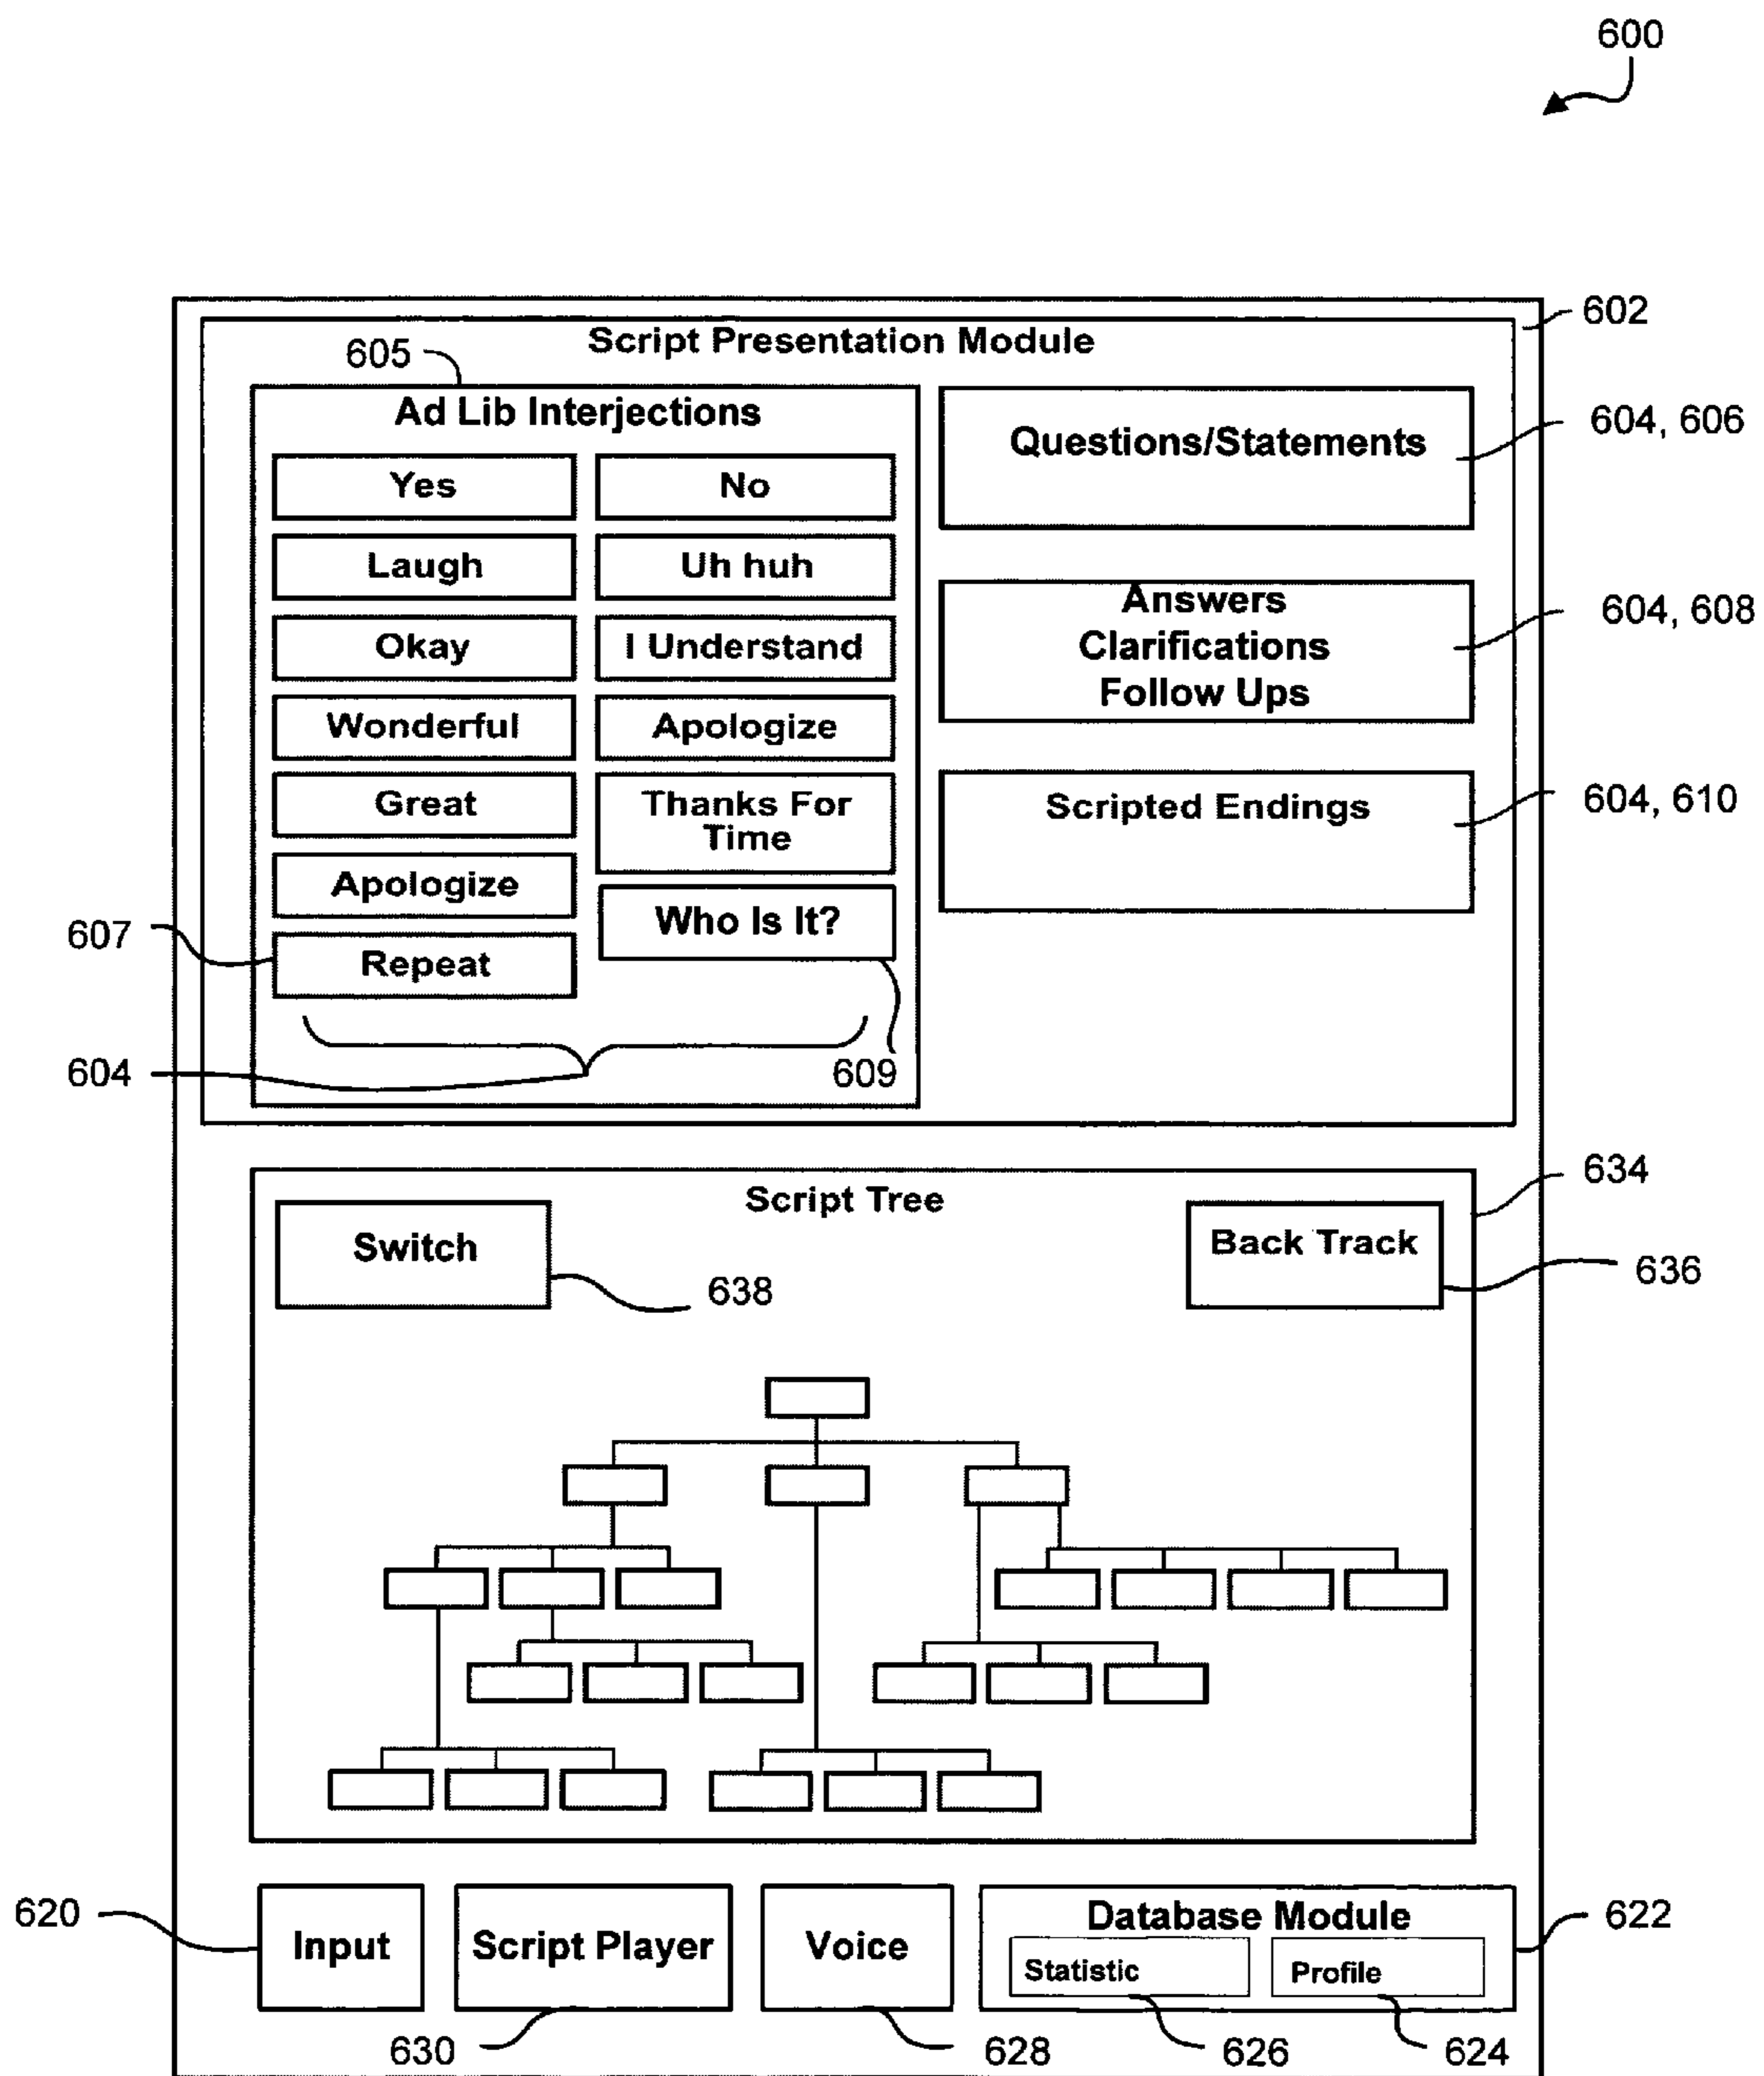 600
602
Script Presentation Module
605
Ad Lib Interjections
Yes
No
Laugh
Uh huh
Okay
I Understand
Wonderful
Apologize
Great
Thanks For
Time
Apologize
Who Is It?
607
Repeat
604
609
Questions/Statements
604, 606
Answers
Clarifications
Follow Ups
604, 608
Scripted Endings
604, 610
634
Script Tree
Switch
638
Back Track
636
620
Input
Script Player
Voice
Database Module
622
Statistic
Profile
630
628
626
624